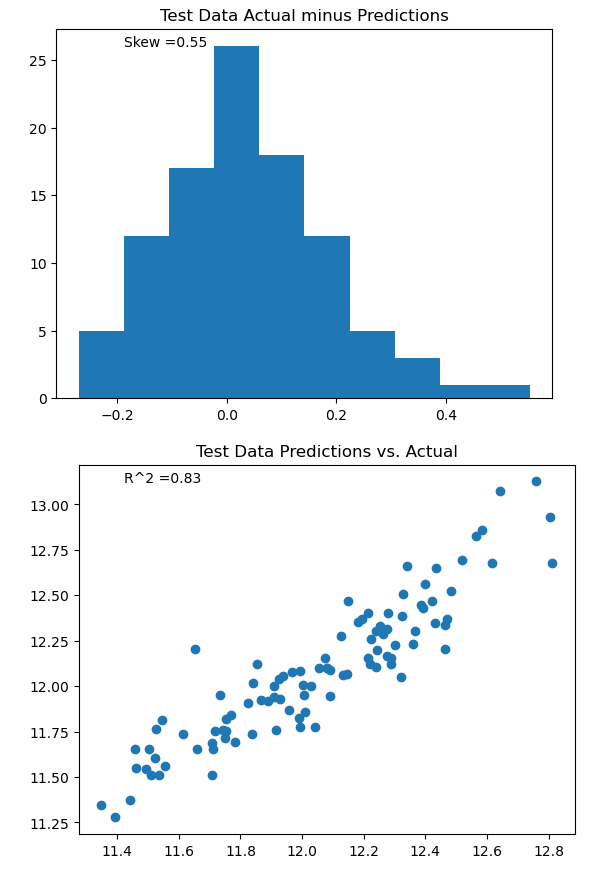 Test Data Actual minus Predictions
Skew =0.55
25
20
15
10
5
0
−0.2 0.0 0.2 0.4
Test Data Predictions vs. Actual
R^2 =0.83
13.00
12.75
12.50
12.25
12.00
11.75
11.50
11.25
11.4 11.6 11.8 12.0 12.2 12.4 12.6 12.8